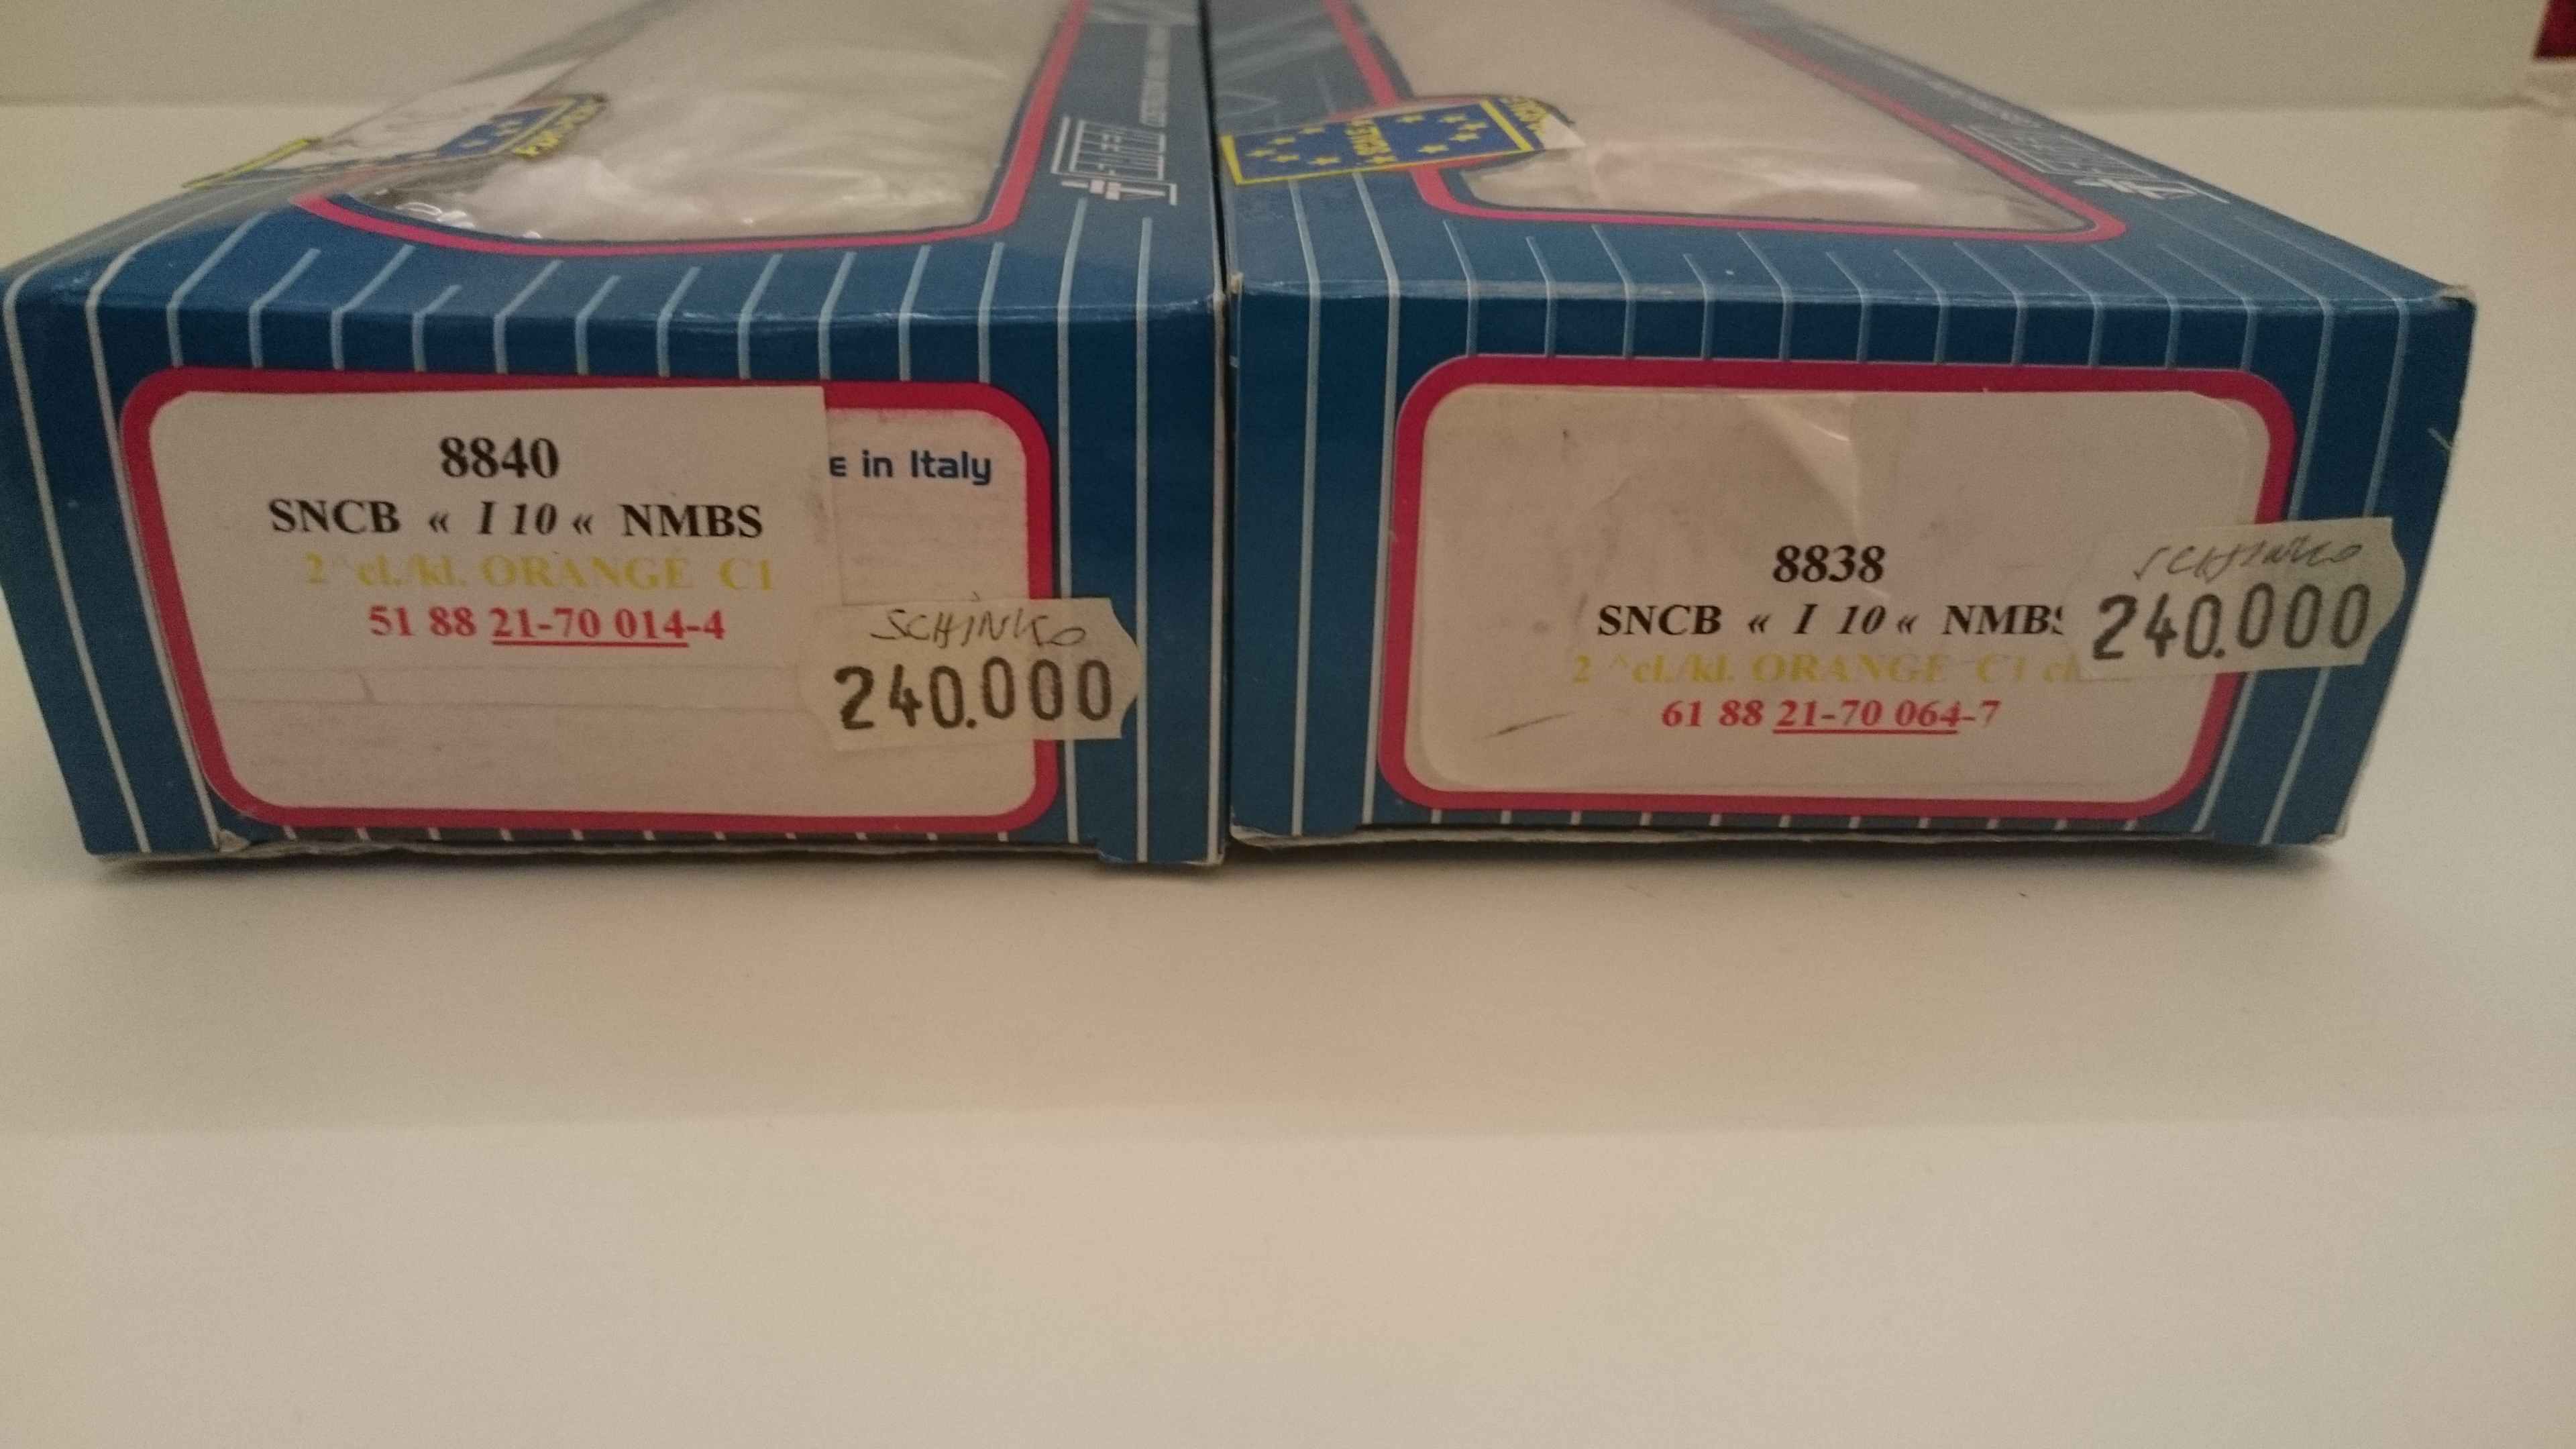 8840
SNCB « I 10 « NMBS
2^cl./kl. ORANGE C1
51 88 21-70 014-4
e in Italy
SCHINKO
240.000
8838
SNCB « I 10 « NMBS
2 ^cl./kl. ORANGE C1
61 88 21-70 064-7
SCHINKO
240.000